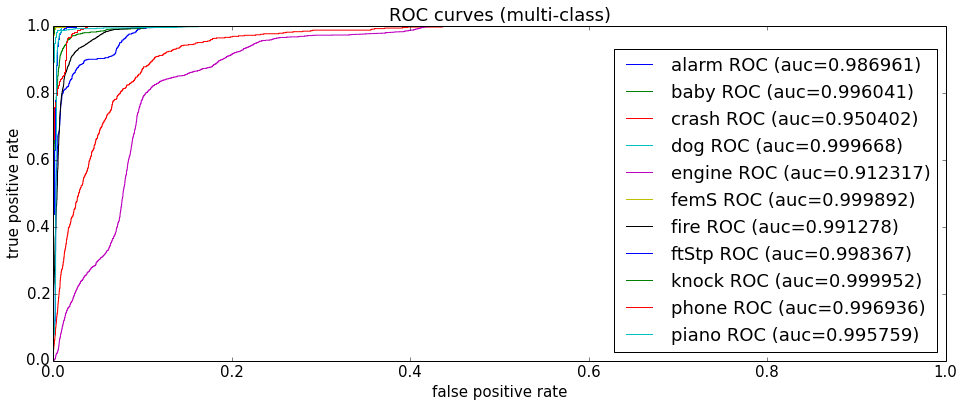 ROC curves (multi-class)
1.0
0.8
0.6
0.4
0.2
0.0
true positive rate
alarm ROC (auc=0.986961)
baby ROC (auc=0.996041)
crash ROC (auc=0.950402)
dog ROC (auc=0.999668)
engine ROC (auc=0.912317)
femS ROC (auc=0.999892)
fire ROC (auc=0.991278)
ftStp ROC (auc=0.998367)
knock ROC (auc=0.999952)
phone ROC (auc=0.996936)
piano ROC (auc=0.995759)
0.0 0.2 0.4 0.6 0.8 1.0
false positive rate